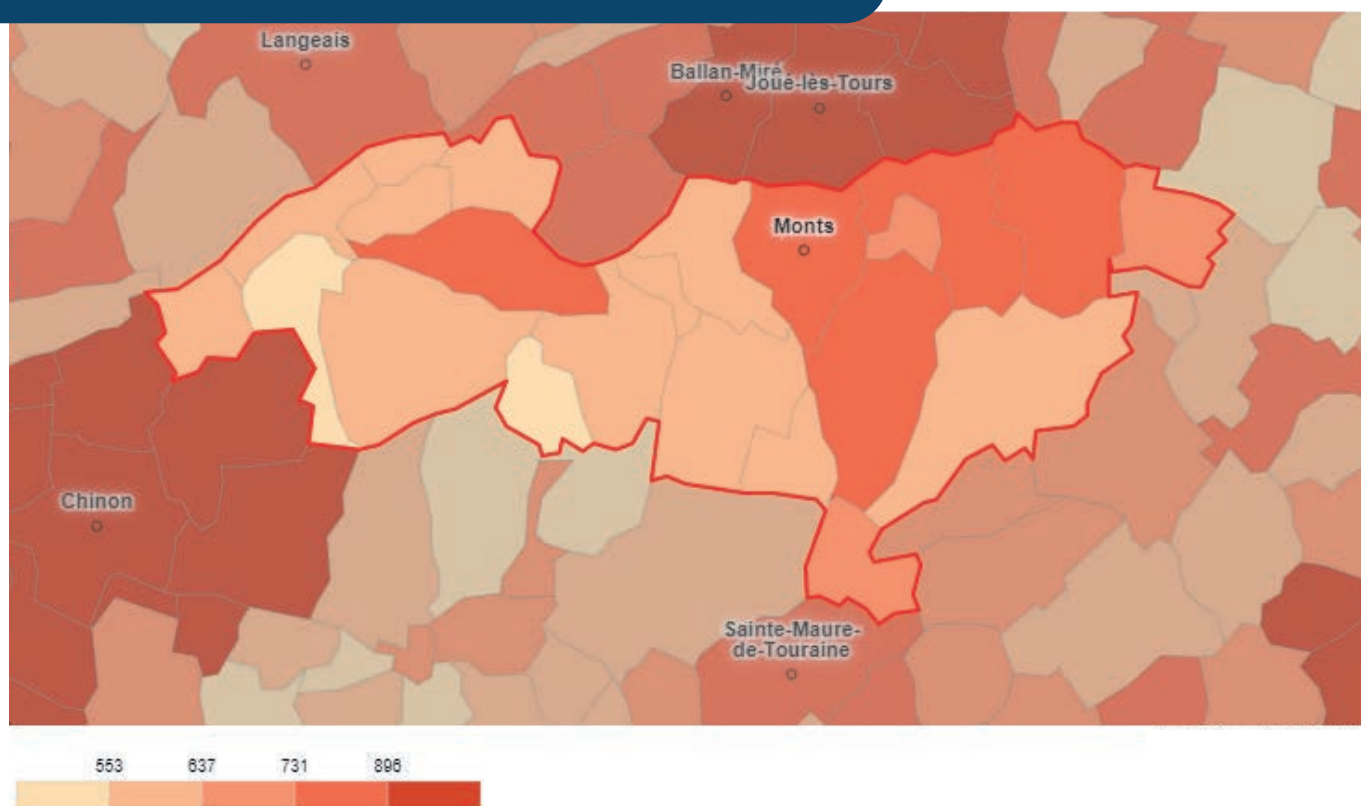 Langeais
Ballan-Miré
Joué-lès-Tours
Monts
Chinon
Sainte-Maure-
de-Touraine
553 637 731 896